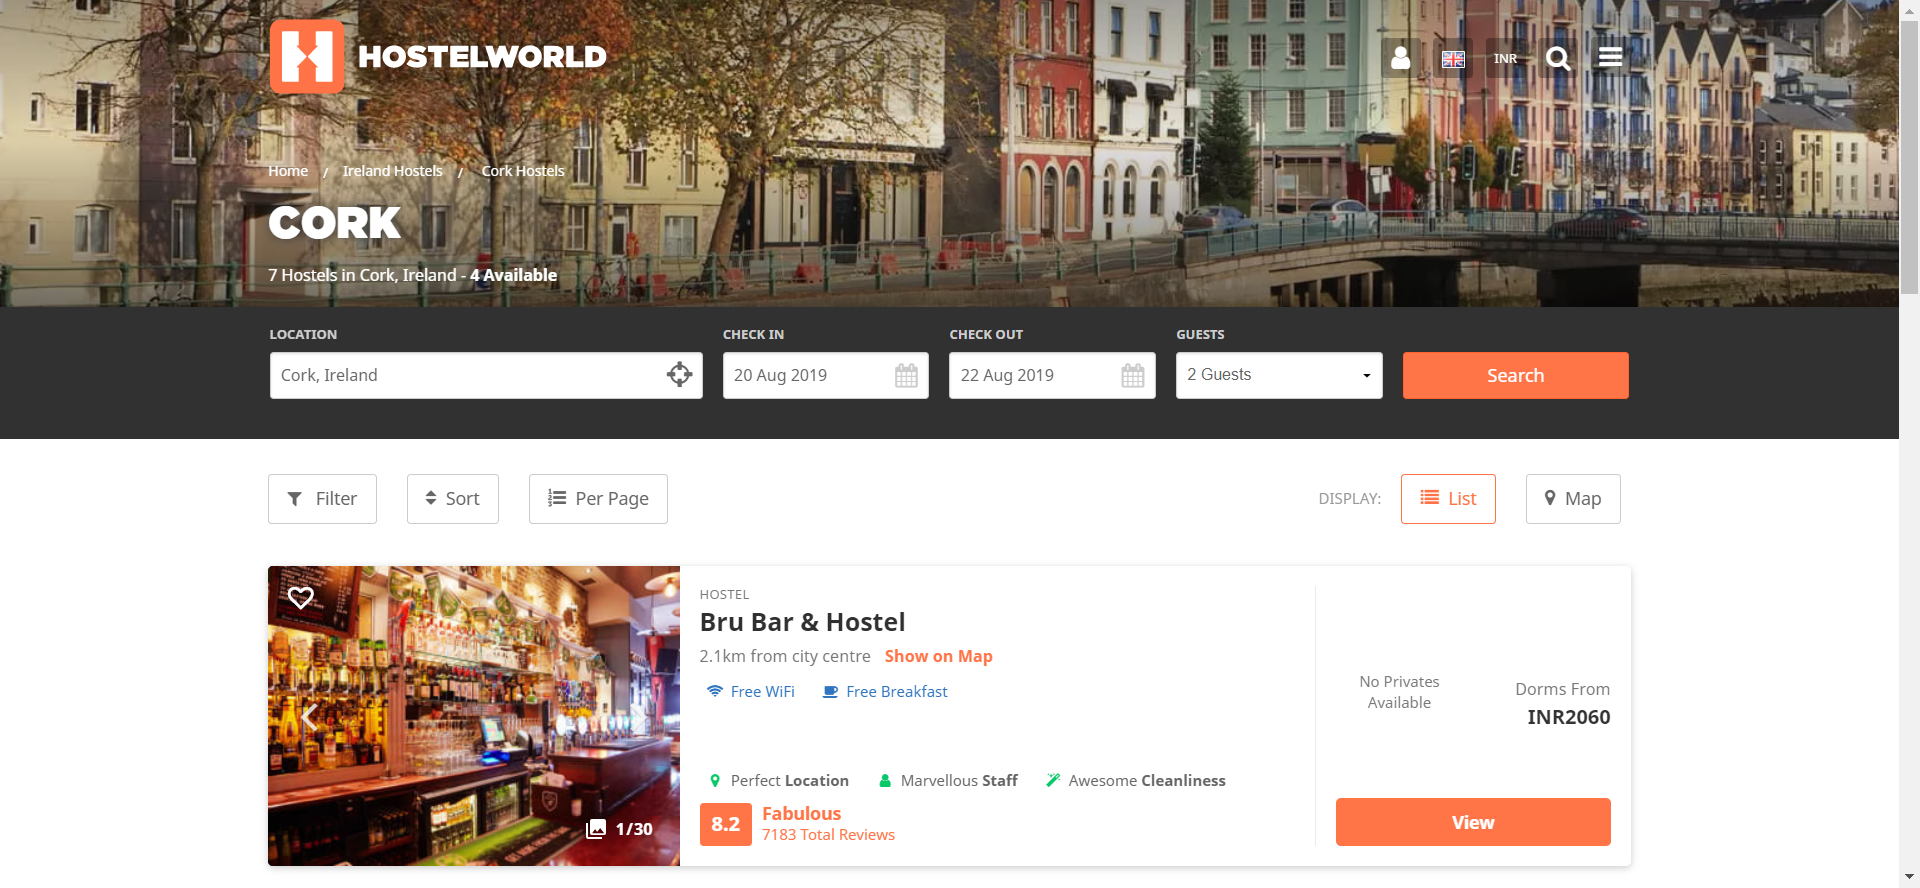 HOSTELWORLD
INR
Home / Ireland Hostels / Cork Hostels
CORK
7 Hostels in Cork, Ireland - 4 Available
LOCATION
CHECK IN
CHECK OUT
GUESTS
Cork, Ireland
20 Aug 2019
22 Aug 2019
2 Guests
Search
Filter
Sort
Per Page
DISPLAY:
List
Map
HOSTEL
Bru Bar & Hostel
2.1km from city centre Show on Map
Free WiFi
Free Breakfast
No Privates
Available
Dorms From
INR2060
Perfect Location
Marvellous Staff
Awesome Cleanliness
8.2
Fabulous
7183 Total Reviews
1/30
View